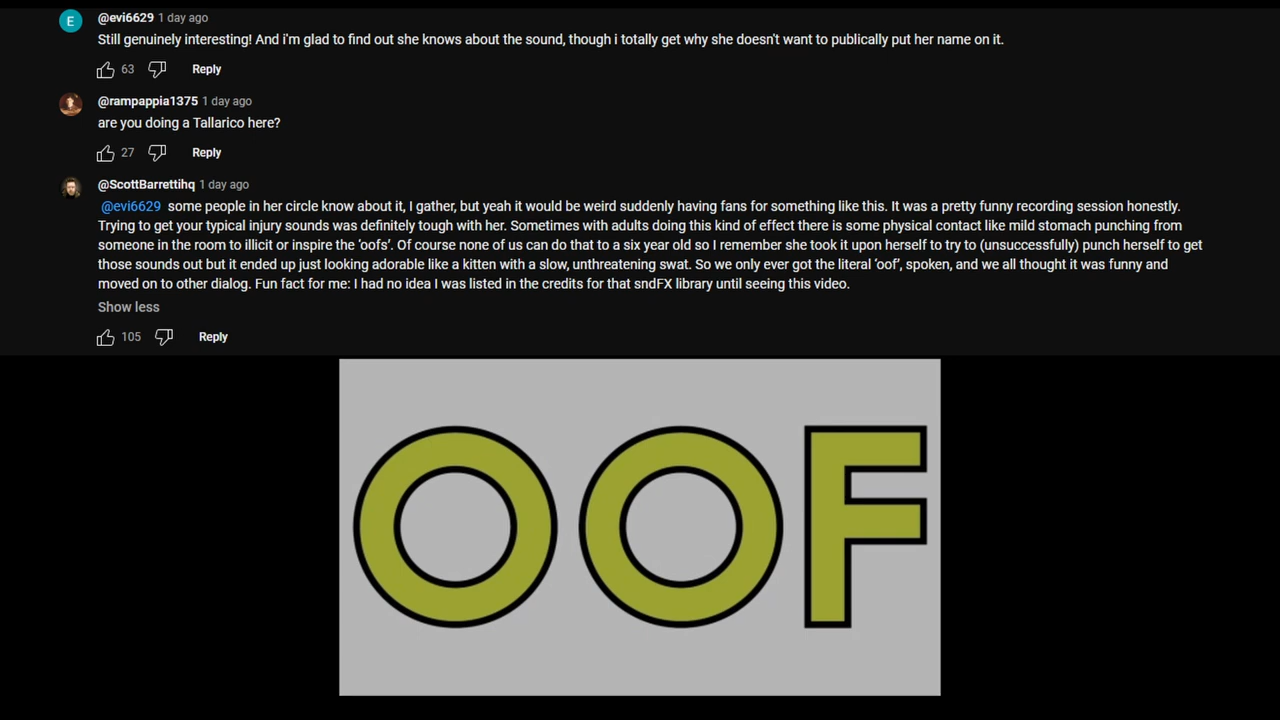 E
@evi6629 1 day ago
Still genuinely interesting! And i'm glad to find out she knows about the sound, though i totally get why she doesn't want to publically put her name on it.
63 Reply
@rampappia1375 1 day ago
are you doing a Tallarico here?
27 Reply
@ScottBarrettihq 1 day ago
@evi6629 some people in her circle know about it, I gather, but yeah it would be weird suddenly having fans for something like this. It was a pretty funny recording session honestly.
Trying to get your typical injury sounds was definitely tough with her. Sometimes with adults doing this kind of effect there is some physical contact like mild stomach punching from
someone in the room to illicit or inspire the 'oofs'. Of course none of us can do that to a six year old so I remember she took it upon herself to try to (unsuccessfully) punch herself to get
those sounds out but it ended up just looking adorable like a kitten with a slow, unthreatening swat. So we only ever got the literal 'oof', spoken, and we all thought it was funny and
moved on to other dialog. Fun fact for me: I had no idea I was listed in the credits for that sndFX library until seeing this video.
Show less
105 Reply
OOF